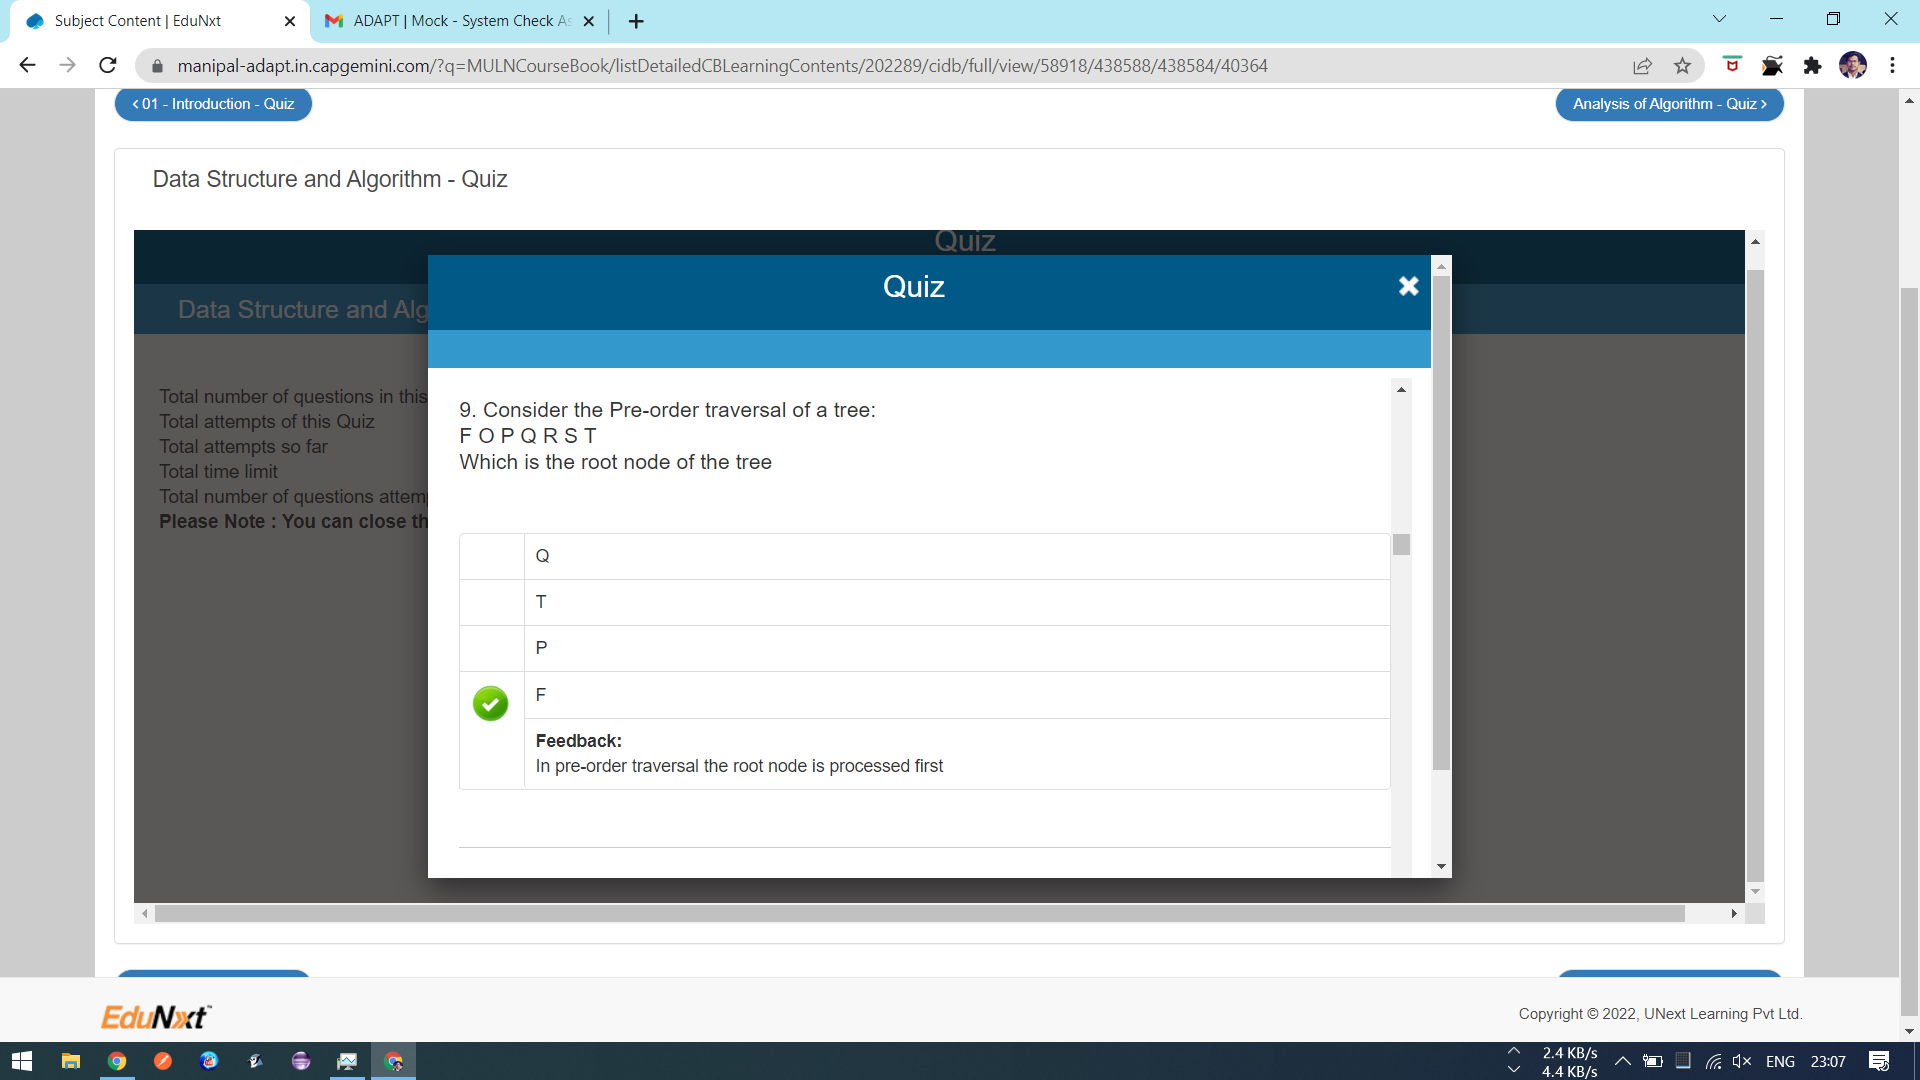 Subject Content | EduNxt
ADAPT | Mock - System Check As
manipal-adapt.in.capgemini.com/?q=MULNCourseBook/listDetailedCBLearningContents/202289/cidb/full/view/58918/438588/438584/40364
< 01 - Introduction - Quiz
Analysis of Algorithm - Quiz >
Data Structure and Algorithm - Quiz
Quiz
Data Structure and Alg
Total number of questions in this
Total attempts of this Quiz
Total attempts so far
Total time limit
Total number of questions attem
Please Note : You can close th
Quiz
9. Consider the Pre-order traversal of a tree:
F O P Q R S T
Which is the root node of the tree
Q
T
P
F
Feedback:
In pre-order traversal the root node is processed first
EduNxt™
Copyright © 2022, UNext Learning Pvt Ltd.
2.4 KB/s
4.4 KB/s
ENG
23:07